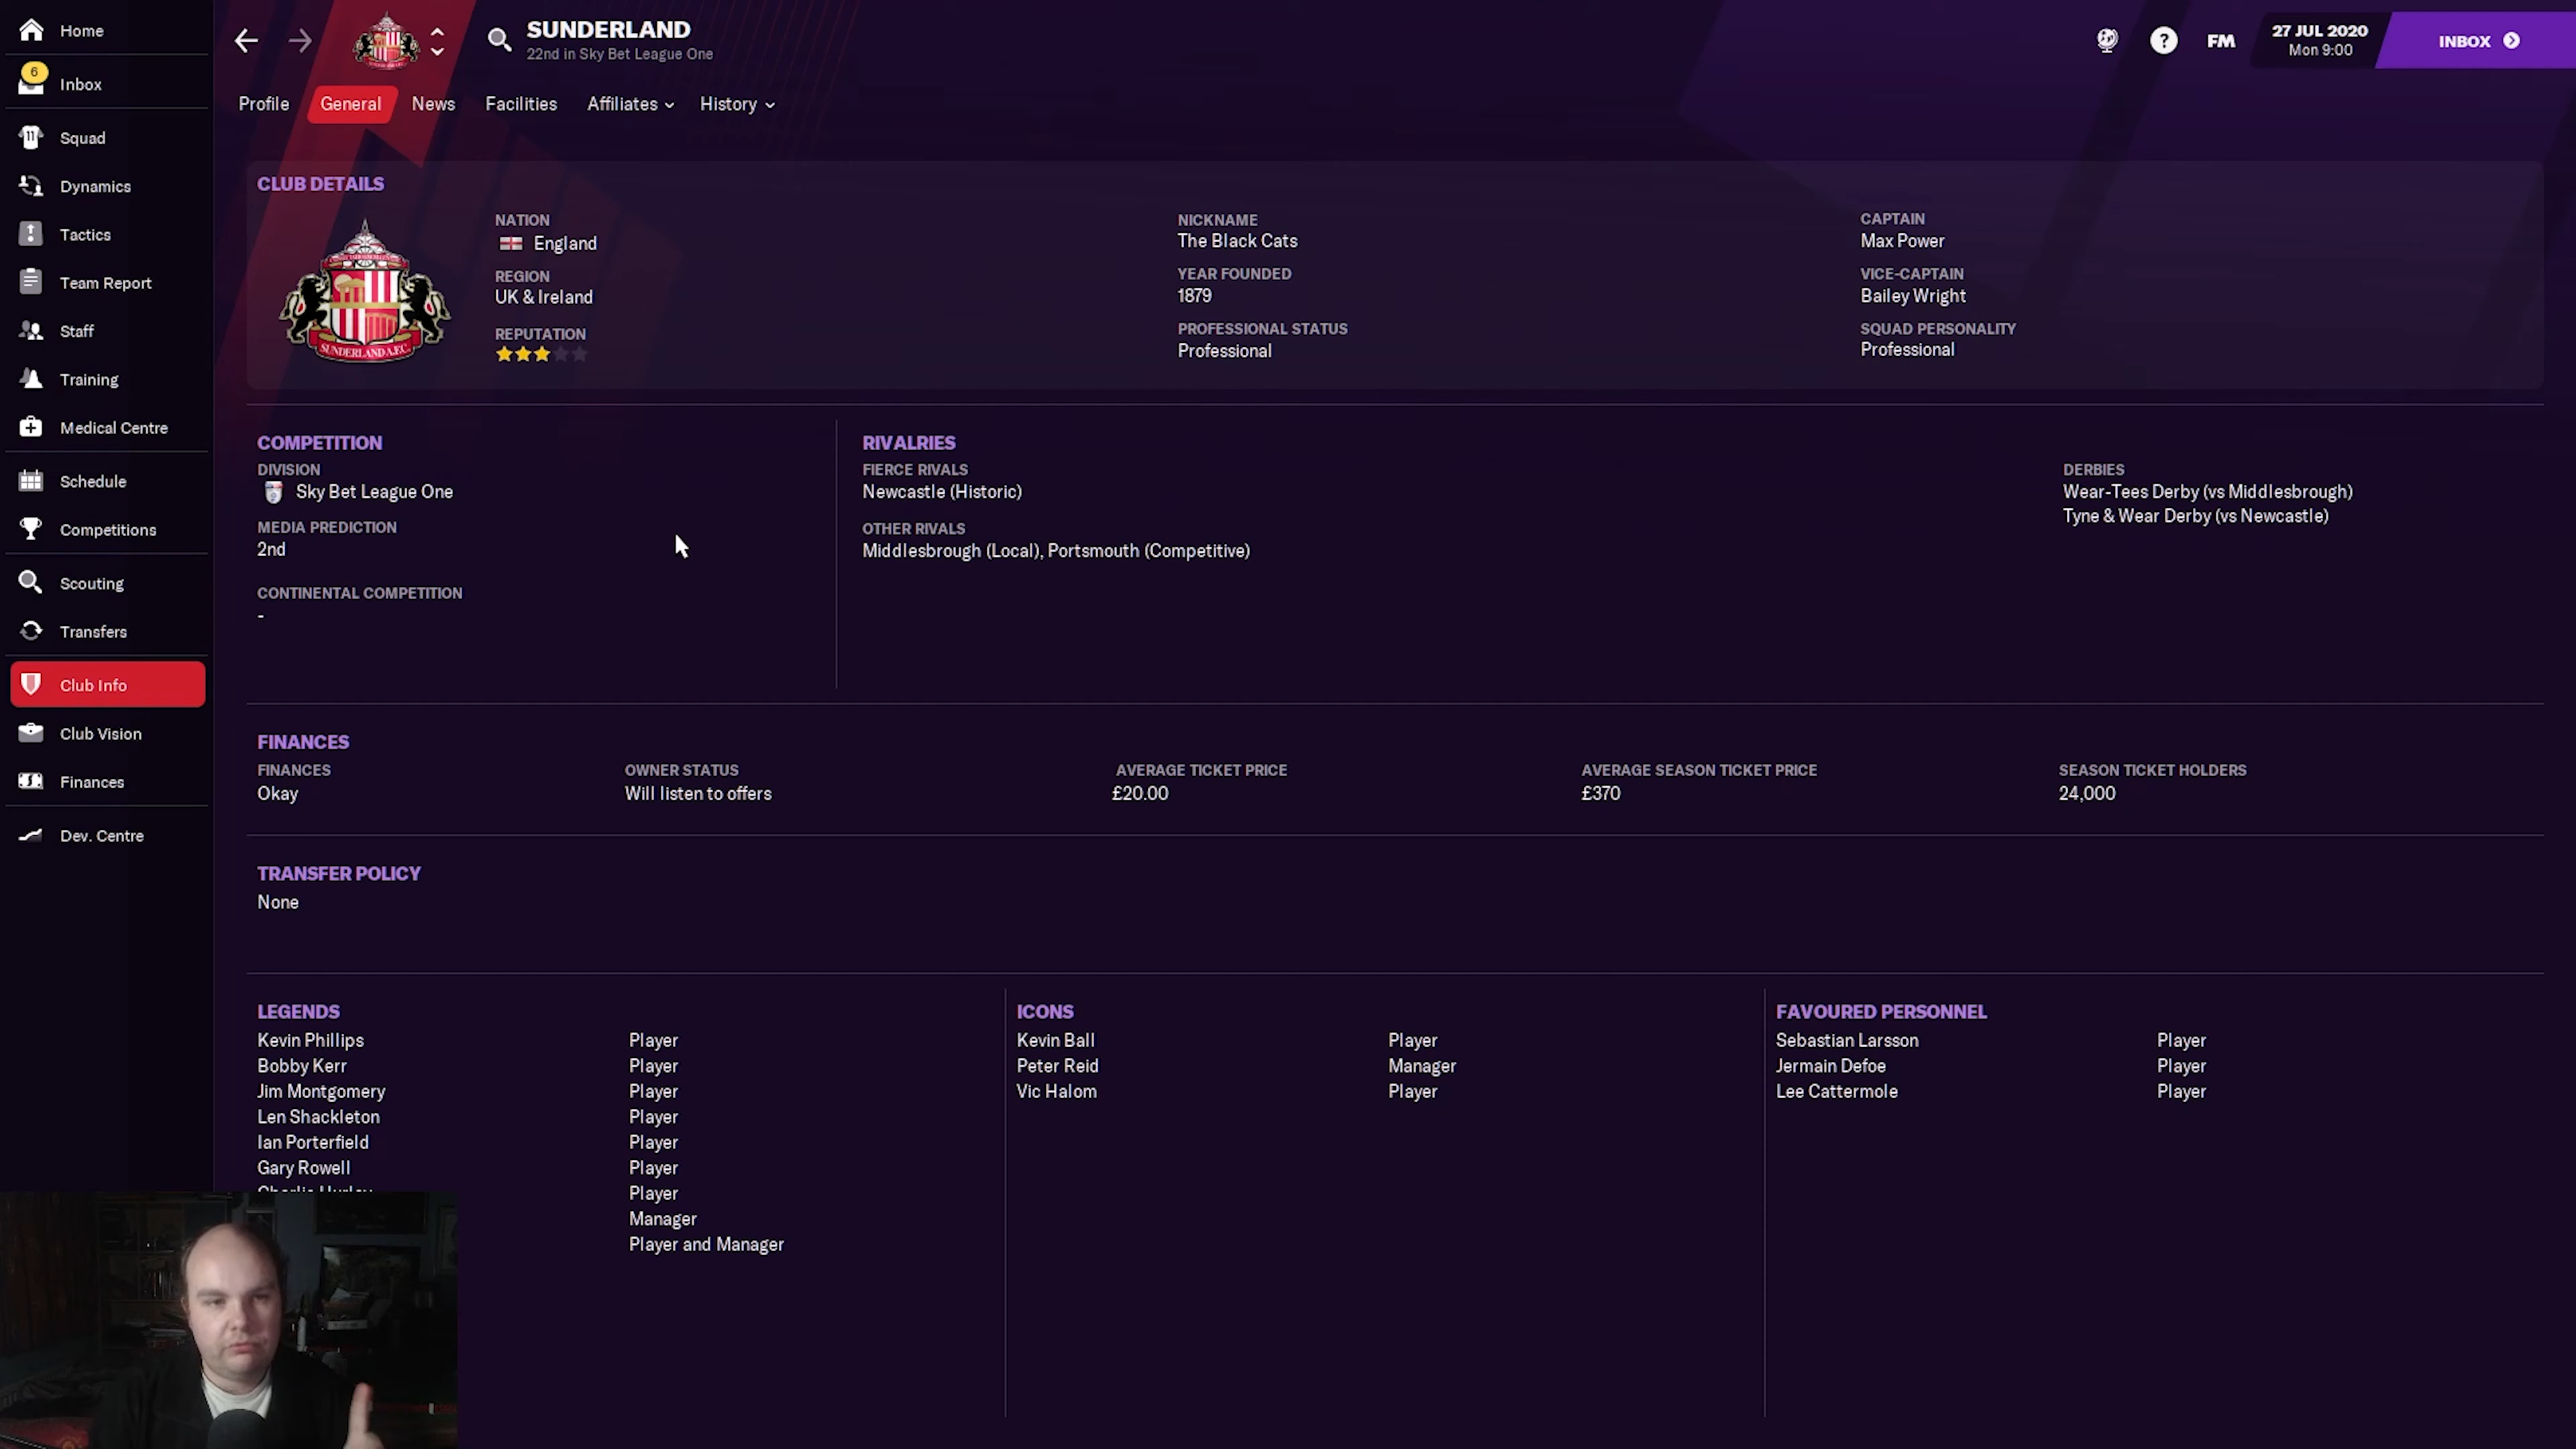 Home
6
Inbox
11
Squad
Dynamics
Tactics
Team Report
Staff
Training
Medical Centre
Schedule
Competitions
Scouting
Transfers
Club Info
Club Vision
Finances
Dev. Centre
SUNDERLAND
22nd in Sky Bet League One
?
FM
27 JUL 2020
Mon 9:00
INBOX
Profile
General
News
Facilities
Affiliates
History
CLUB DETAILS
SUNDERLAND A.F.C.
NATION
England
REGION
UK & Ireland
REPUTATION
NICKNAME
The Black Cats
YEAR FOUNDED
1879
PROFESSIONAL STATUS
Professional
CAPTAIN
Max Power
VICE-CAPTAIN
Bailey Wright
SQUAD PERSONALITY
Professional
COMPETITION
DIVISION
Sky Bet League One
MEDIA PREDICTION
2nd
CONTINENTAL COMPETITION
-
RIVALRIES
FIERCE RIVALS
Newcastle (Historic)
OTHER RIVALS
Middlesbrough (Local), Portsmouth (Competitive)
DERBIES
Wear-Tees Derby (vs Middlesbrough)
Tyne & Wear Derby (vs Newcastle)
FINANCES
FINANCES
Okay
OWNER STATUS
Will listen to offers
AVERAGE TICKET PRICE
£20.00
AVERAGE SEASON TICKET PRICE
£370
SEASON TICKET HOLDERS
24,000
TRANSFER POLICY
None
LEGENDS
Kevin Phillips Player
Bobby Kerr Player
Jim Montgomery Player
Len Shackleton Player
Ian Porterfield Player
Gary Rowell Player
Player
Manager
Player and Manager
ICONS
Kevin Ball Player
Peter Reid Manager
Vic Halom Player
FAVOURED PERSONNEL
Sebastian Larsson Player
Jermain Defoe Player
Lee Cattermole Player